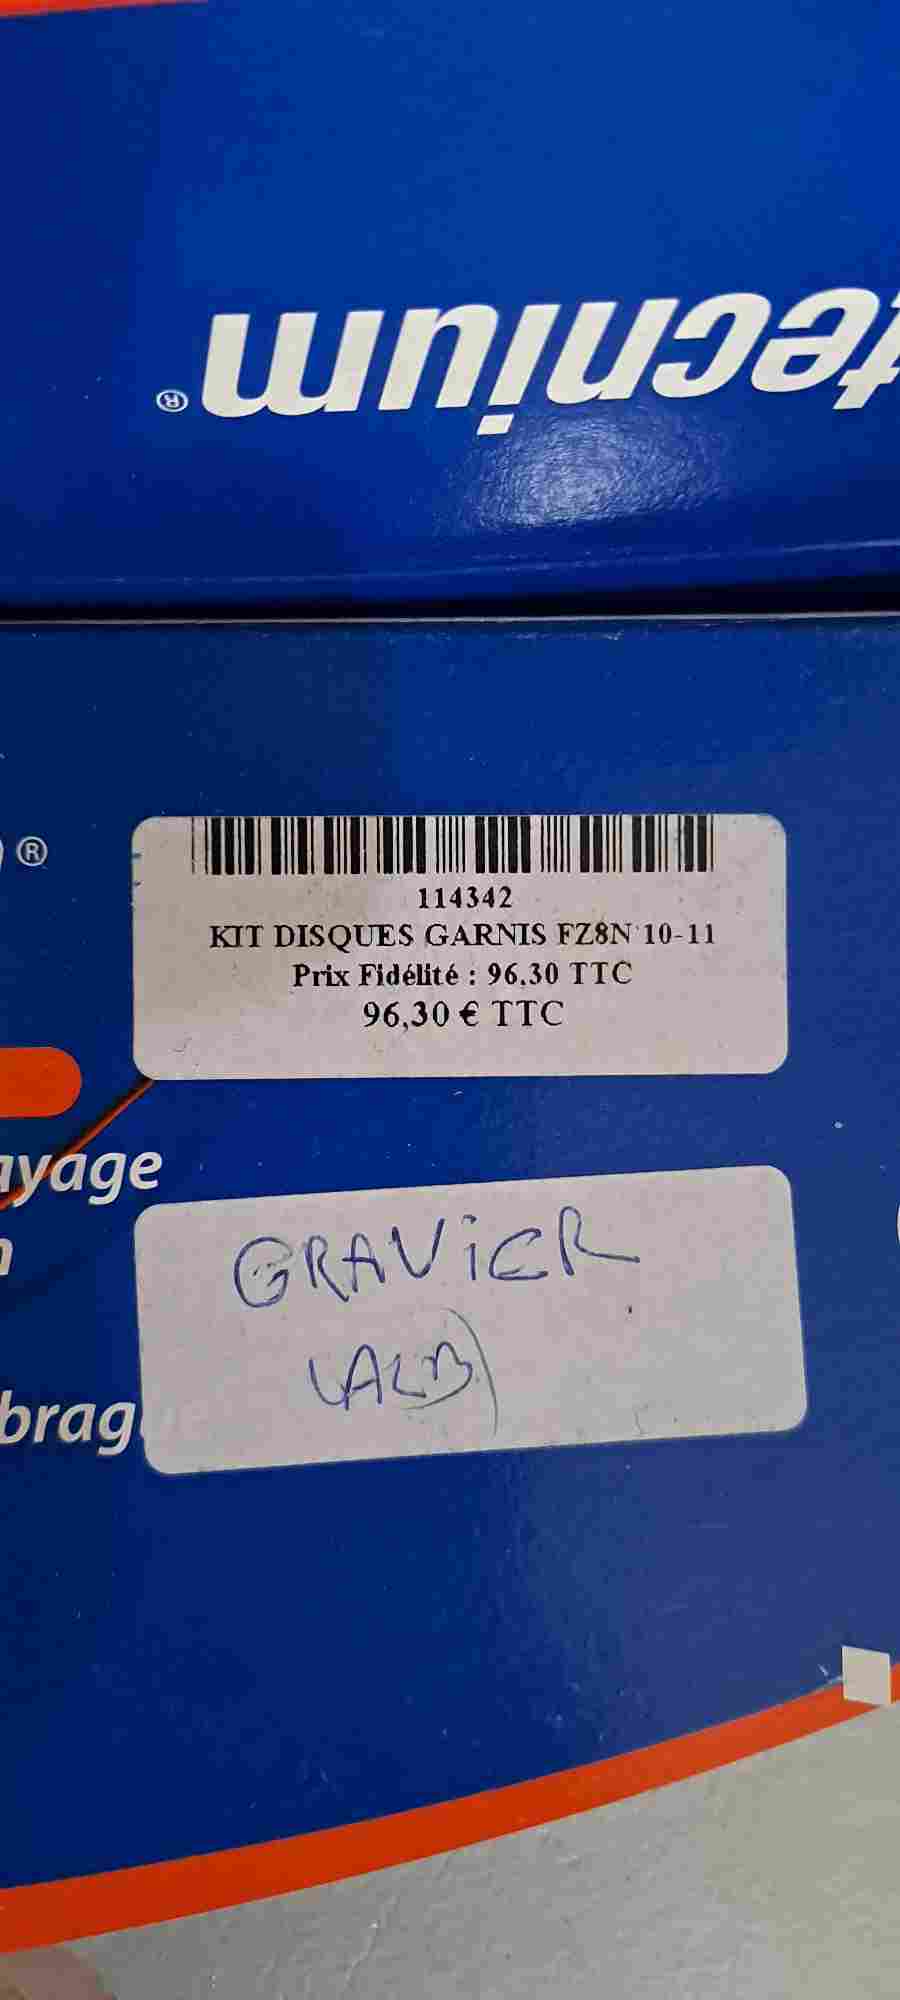 tecnium®
®
114342
KIT DISQUES GARNIS FZ8N 10-11
Prix Fidélité : 96,30 TTC
96,30 € TTC
ayage
GRAVIER
brag